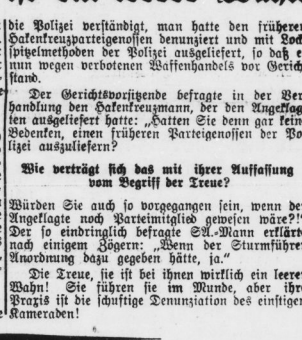 die Polizei verständigt, man hatte den früheren
Hakenkreuzparteigenossen denunziert und mit Lock
spitzelmethoden der Polizei ausgeliefert, so daß e
nun wegen verbotenen Waffenhandels vor Gerich
stand.
Der Gerichtsvorsitzende befragte in der Ver
handlung den Hakenkreuzmann, der den Angeklag
ten ausgeliefert hatte: „Hatten Sie denn gar kein
Bedenken, einen früheren Parteigenossen der Po
lizei auszuliefern?
Wie verträgt sich das mit ihrer Auffassung
vom Begriff der Treue?
Würden Sie auch so vorgegangen sein, wenn de
Angeklagte noch Parteimitglied gewesen wäre?!"
Der so eindringlich befragte SA.-Mann erklärt
nach einigem Zögern: „Wenn der Sturmführe
Anordnung dazu gegeben hätte, ja."
Die Treue, sie ist bei ihnen wirklich ein leere
Wahn! Sie führen sie im Munde, aber ihr
Praxis ist die schuftige Denunziation des einstigen
Kameraden!